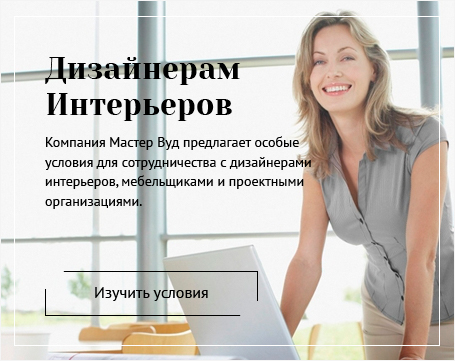 Дизайнерам
Интерьеров
Компания Мастер Вуд предлагает особые
условия для сотрудничества с дизайнерами
интерьеров, мебельщиками и проектными
организациями.
Изучить условия